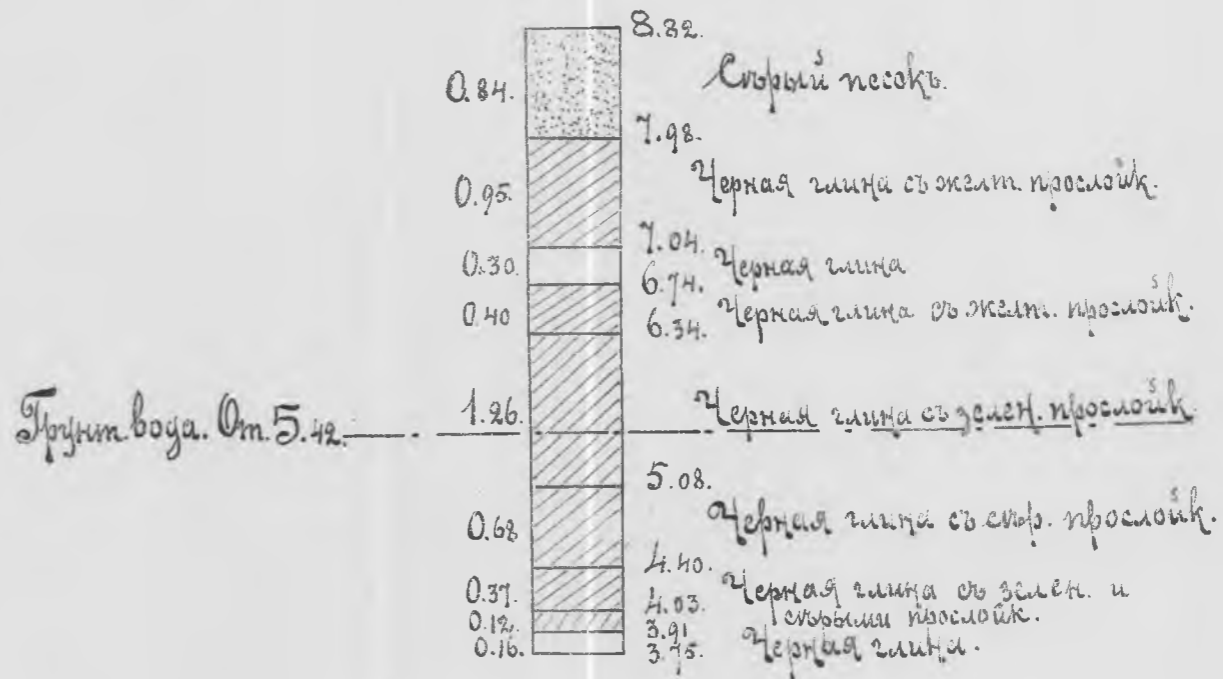 8.82.
0.84.
Сѣрый песокъ.
7.98.
0.95.
Черная глина съ желт. прослойк.
7.04.
0.30.
Черная глина
6.74.
0.40
Черная глина съ желт. прослойк.
6.34.
Грунт. вода. От. 5.42.
1.26.
Черная глина съ зелен. прослойк.
5.08.
0.68
Черная глина съ сѣр. прослойк.
4.40.
0.37.
Черная глина съ зелен. и
сѣрыми прослойк.
4.03.
0.12.
3.91
0.16.
Черная глина.
3.75.